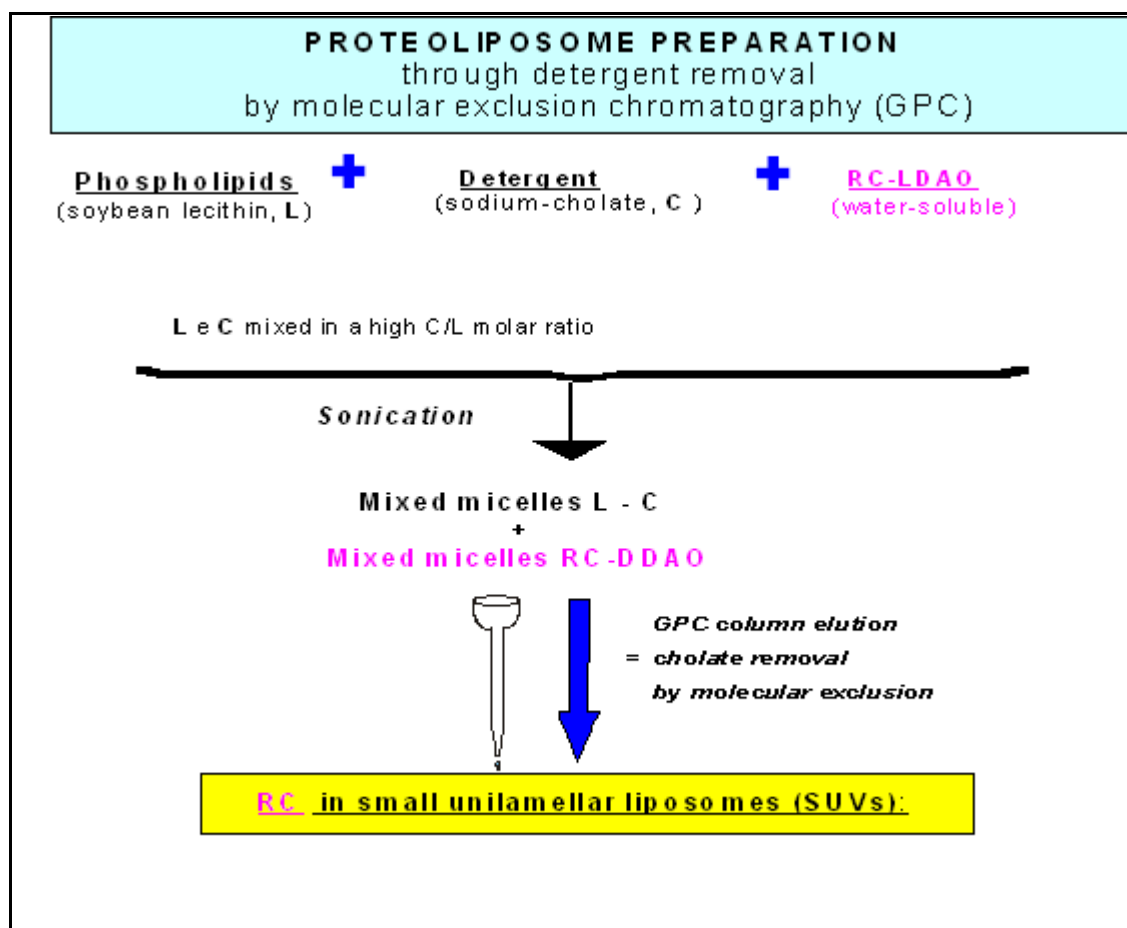 PROTEOLIPOSOME PREPARATION
through detergent removal
by molecular exclusion chromatography (GPC)
Phospholipids + Detergent + RC-LDAO
(soybean lecithin, L) (sodium-cholate, C ) (water-soluble)
L e C mixed in a high C/L molar ratio
Sonication
Mixed micelles L - C
+
Mixed micelles RC-DDAO
GPC column elution
= cholate removal
by molecular exclusion
RC in small unilamellar liposomes (SUVs):